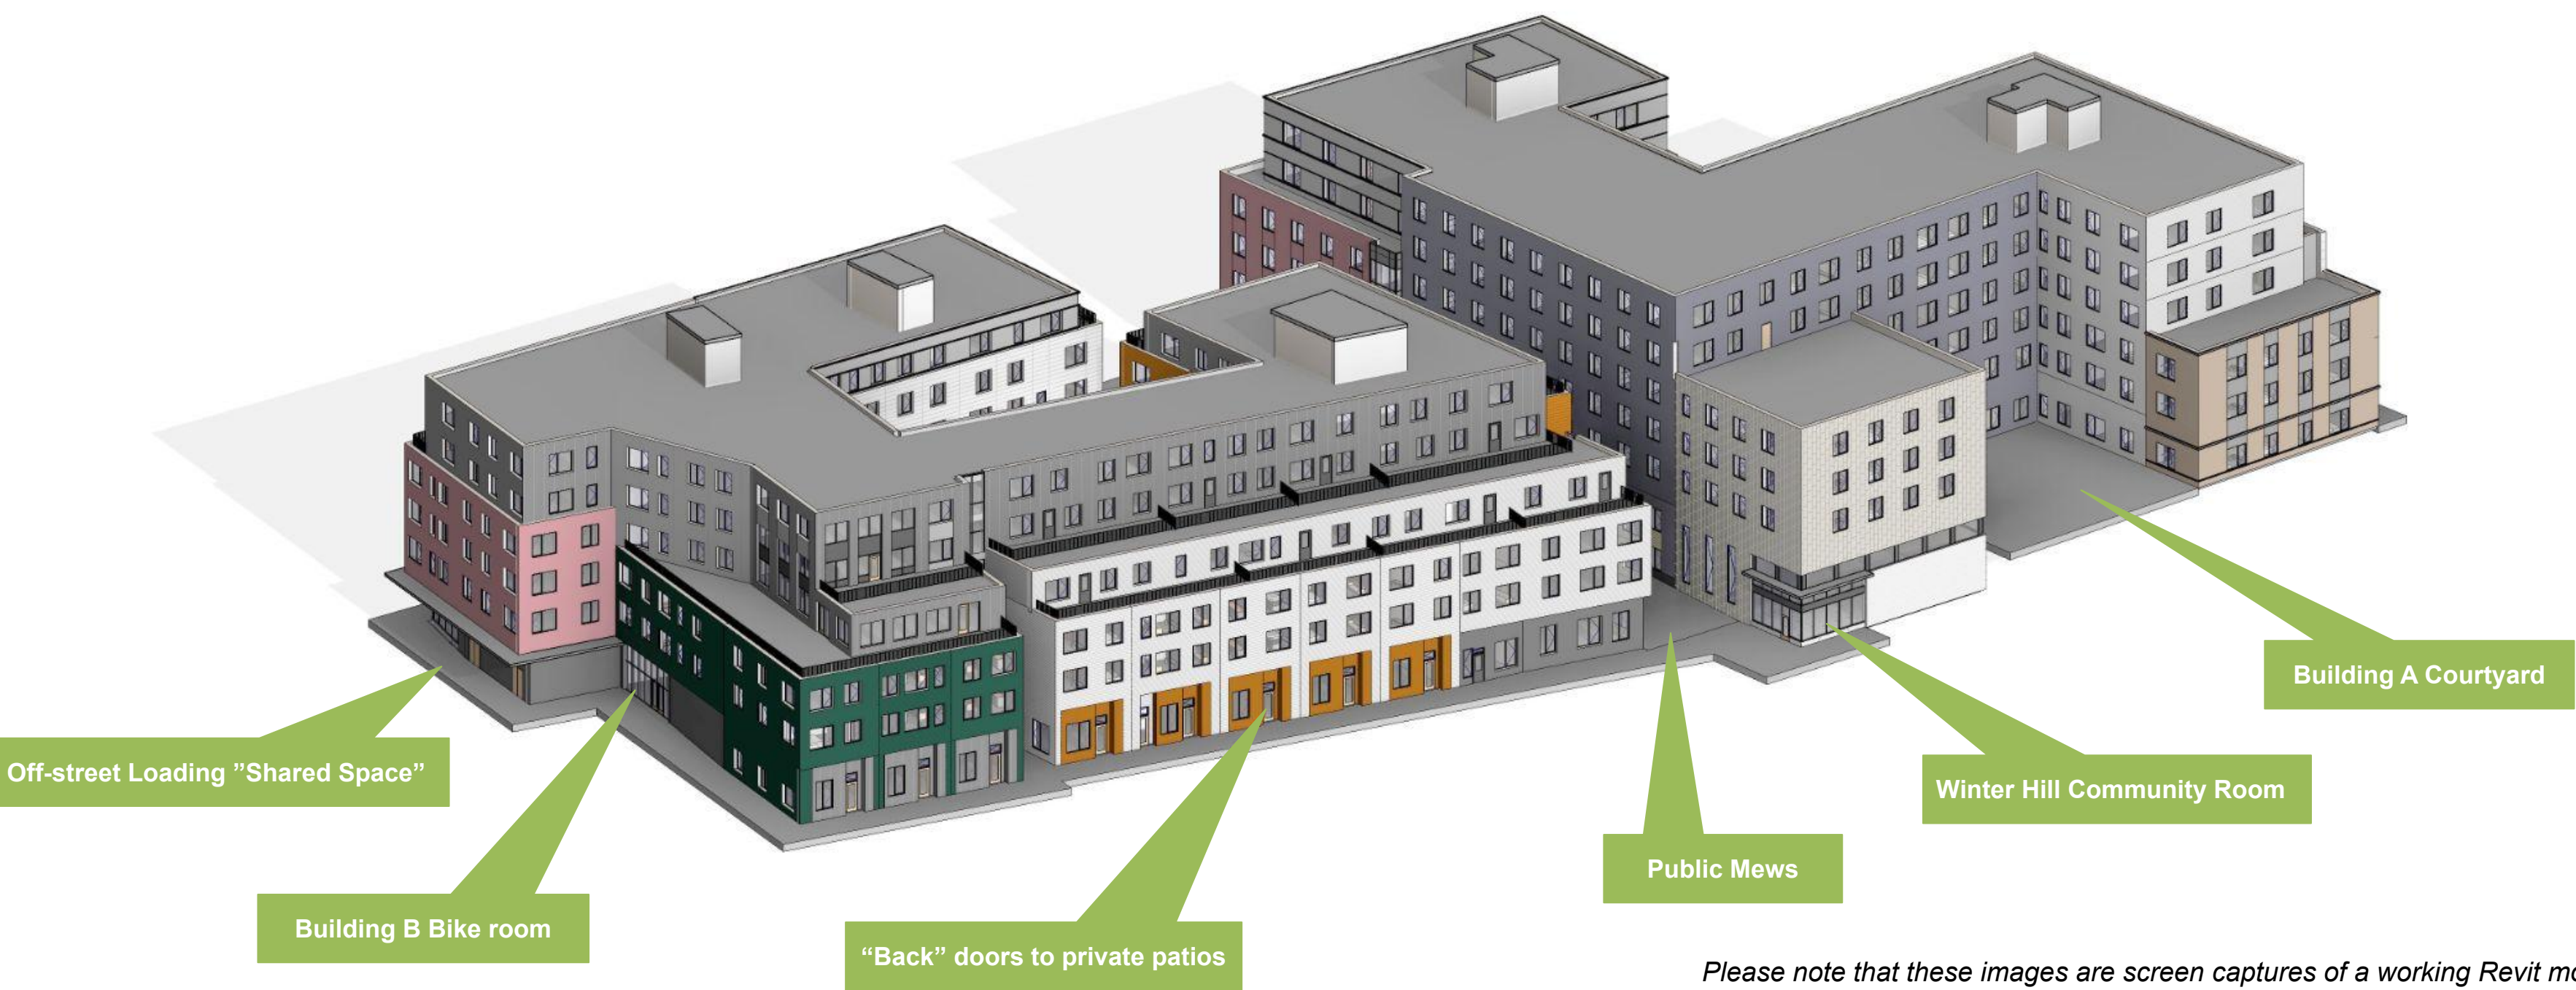 Building A Courtyard
Off-street Loading ”Shared Space”
Winter Hill Community Room
Public Mews
Building B Bike room
“Back” doors to private patios
Please note that these images are screen captures of a working Revit